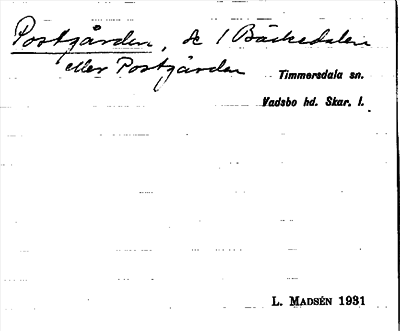 Postgården, de 1 Bäckedalen
eller Postgården
Timmersdala sn.
Vadsbo hd. Skar. l.
L. MADSÉN 1931